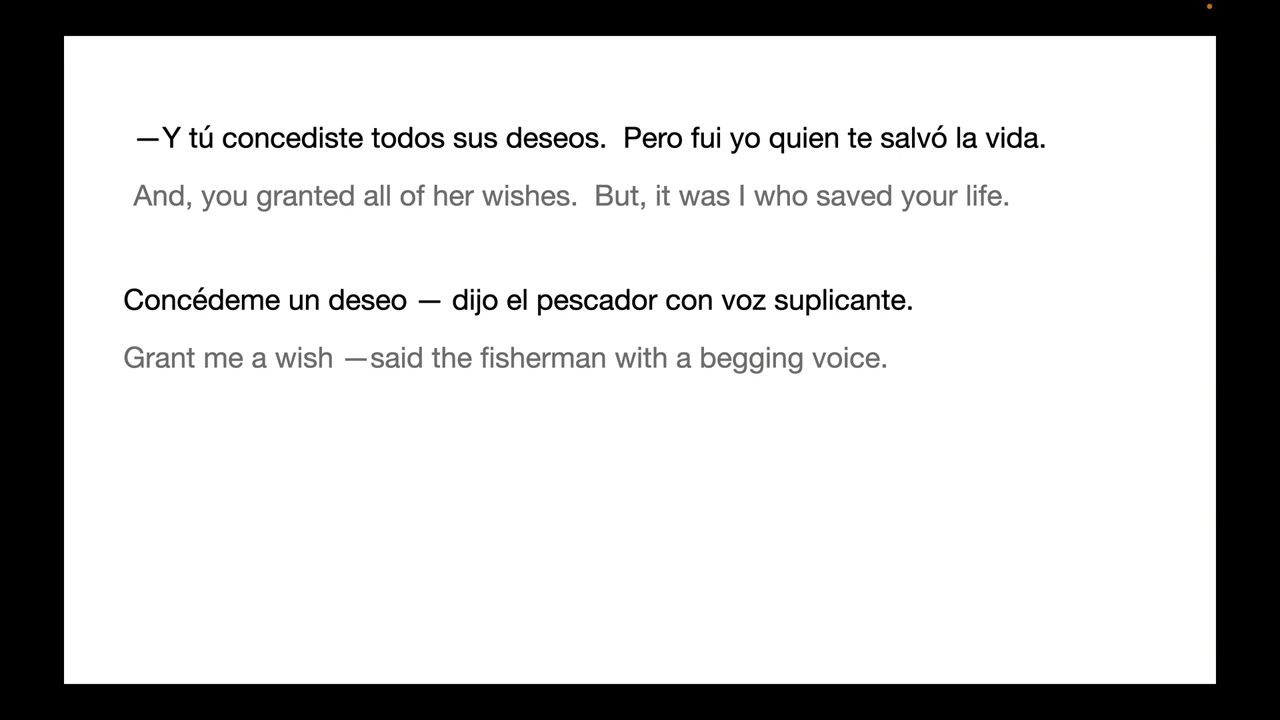 —Y tú concediste todos sus deseos.  Pero fui yo quien te salvó la vida.
And, you granted all of her wishes.  But, it was I who saved your life.
Concédeme un deseo — dijo el pescador con voz suplicante.
Grant me a wish —said the fisherman with a begging voice.